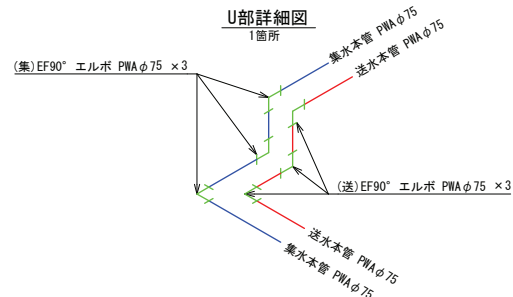 U部詳細図
1箇所
集水本管 PWAφ75
送水本管 PWAφ75
(集)EF90° エルボ PWAφ75 ×3
(送)EF90° エルボ PWAφ75 ×3
送水本管 PWAφ75
集水本管 PWAφ75